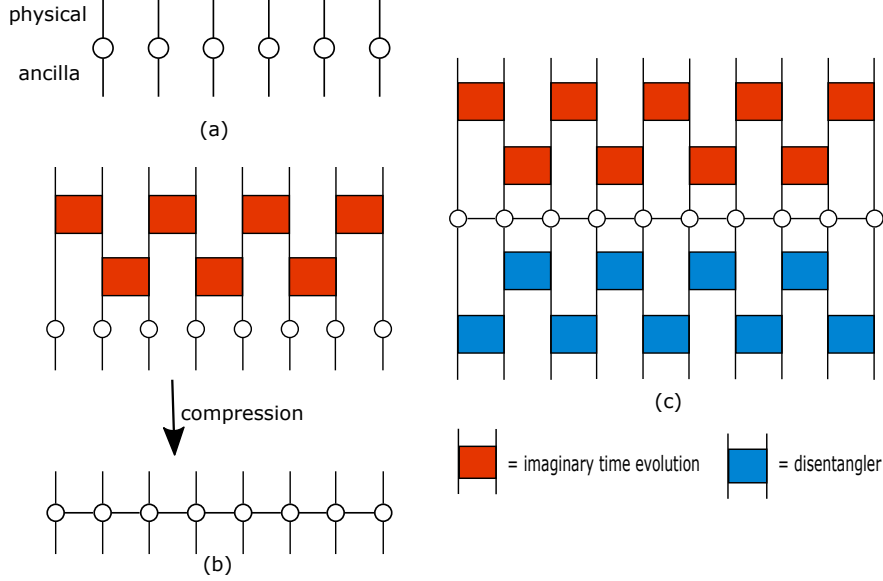 physical
ancilla
(a)
compression
(b)
(c)
= imaginary time evolution
= disentangler